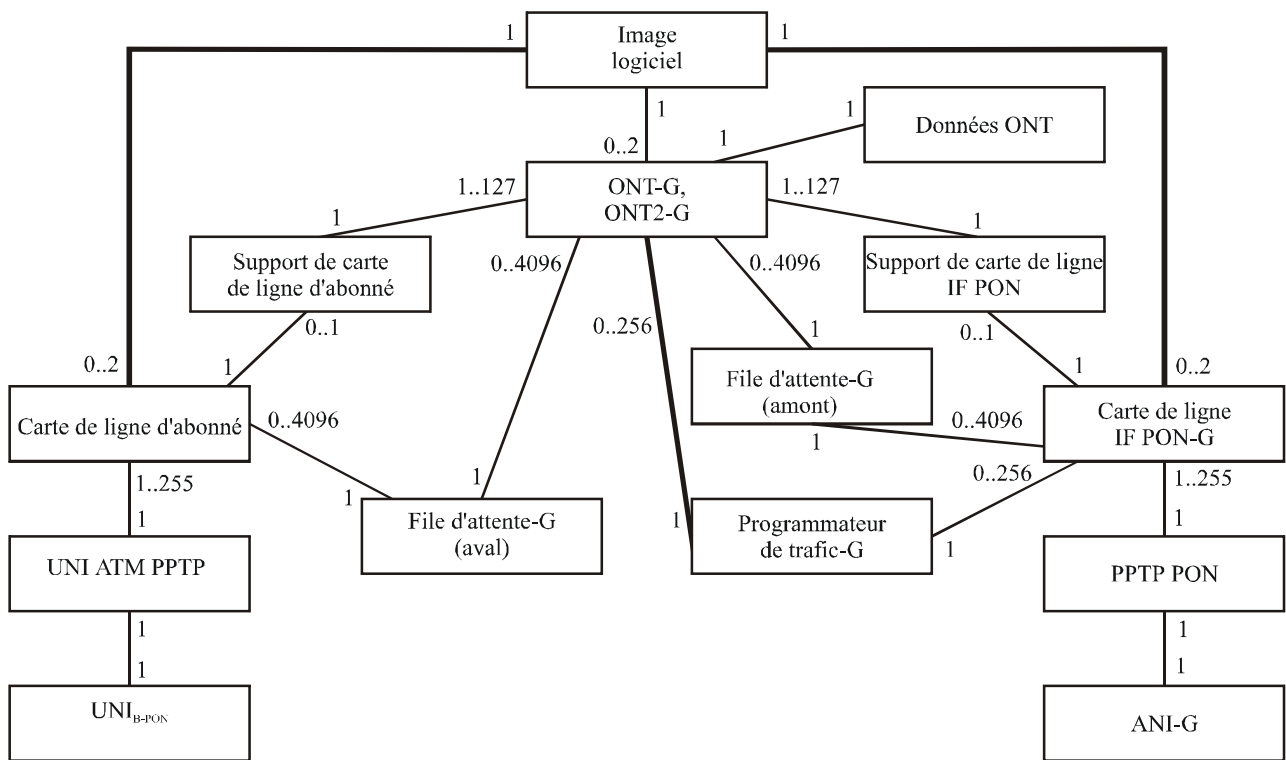 1
Image
logiciel
1
1
1
Données ONT
1
0..2
1..127
ONT-G,
ONT2-G
1..127
1
1
Support de carte
de ligne d'abonné
0..4096
0..4096
Support de carte de ligne
IF PON
0..1
0..256
1
0..1
0..2
1
File d'attente-G
(amont)
1
0..2
Carte de ligne d'abonné
0..4096
0..4096
Carte de ligne
IF PON-G
1
1..255
1
0..256
1..255
1
1
File d'attente-G
(aval)
1
Programmateur
de trafic-G
1
1
UNI ATM PPTP
PPTP PON
1
1
1
1
UNI B-PON
ANI-G